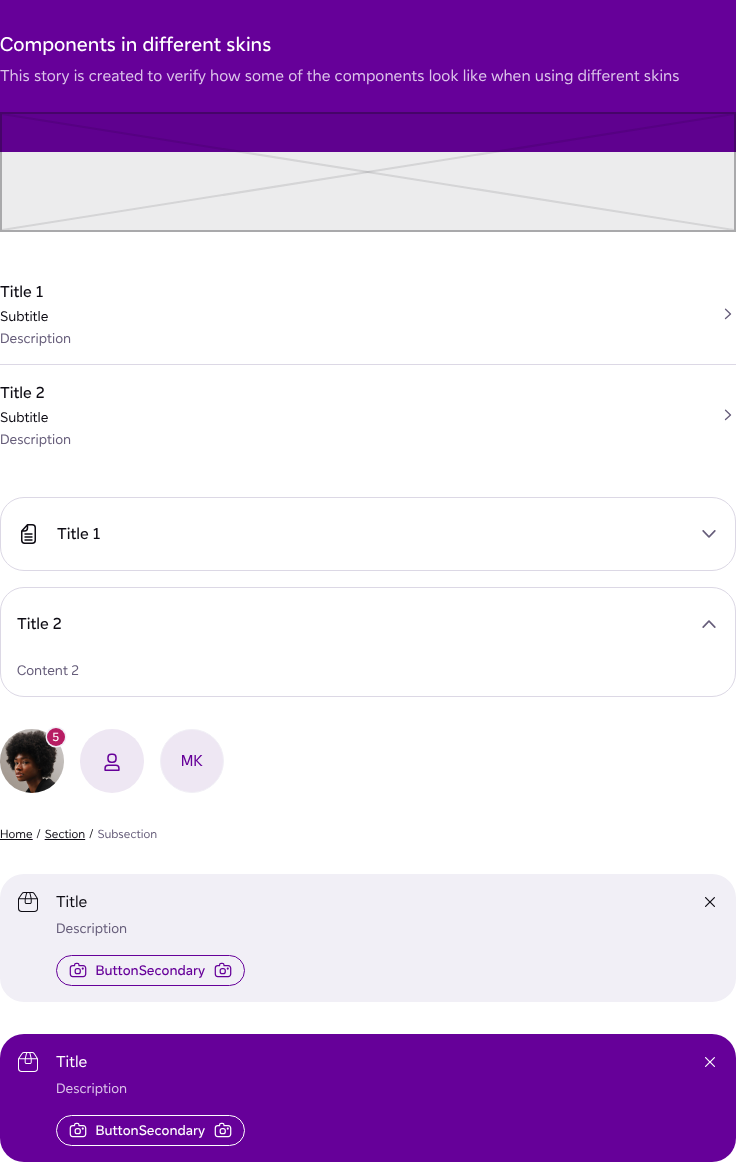 Components in different skins
This story is created to verify how some of the components look like when using different skins
Title 1
Subtitle
Description
Title 2
Subtitle
Description
Title 1
Title 2
Content 2
5
MK
Home / Section / Subsection
Title
Description
ButtonSecondary
Title
Description
ButtonSecondary